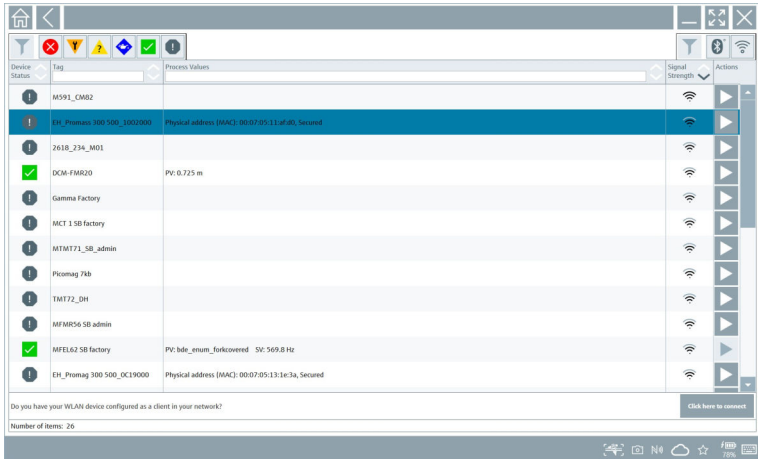 Device Status
Tag
Process Values
Signal Strength
Actions
M591_CM82
EH_Promass 300 500_1002000 Physical address (MAC): 00:07:05:11:af:d0, Secured
2618_234_M01
DCM-FMR20 PV: 0.725 m
Gamma Factory
MCT 1 SB factory
MTMT71_SB_admin
Picomag 7kb
TMT72_DH
MFMR56 SB admin
MFEL62 SB factory PV: bde_enum_forkcovered SV: 569.8 Hz
EH_Promag 300 500_0C19000 Physical address (MAC): 00:07:05:13:1e:3a, Secured
Do you have your WLAN device configured as a client in your network? Click here to connect
Number of items: 26
78%